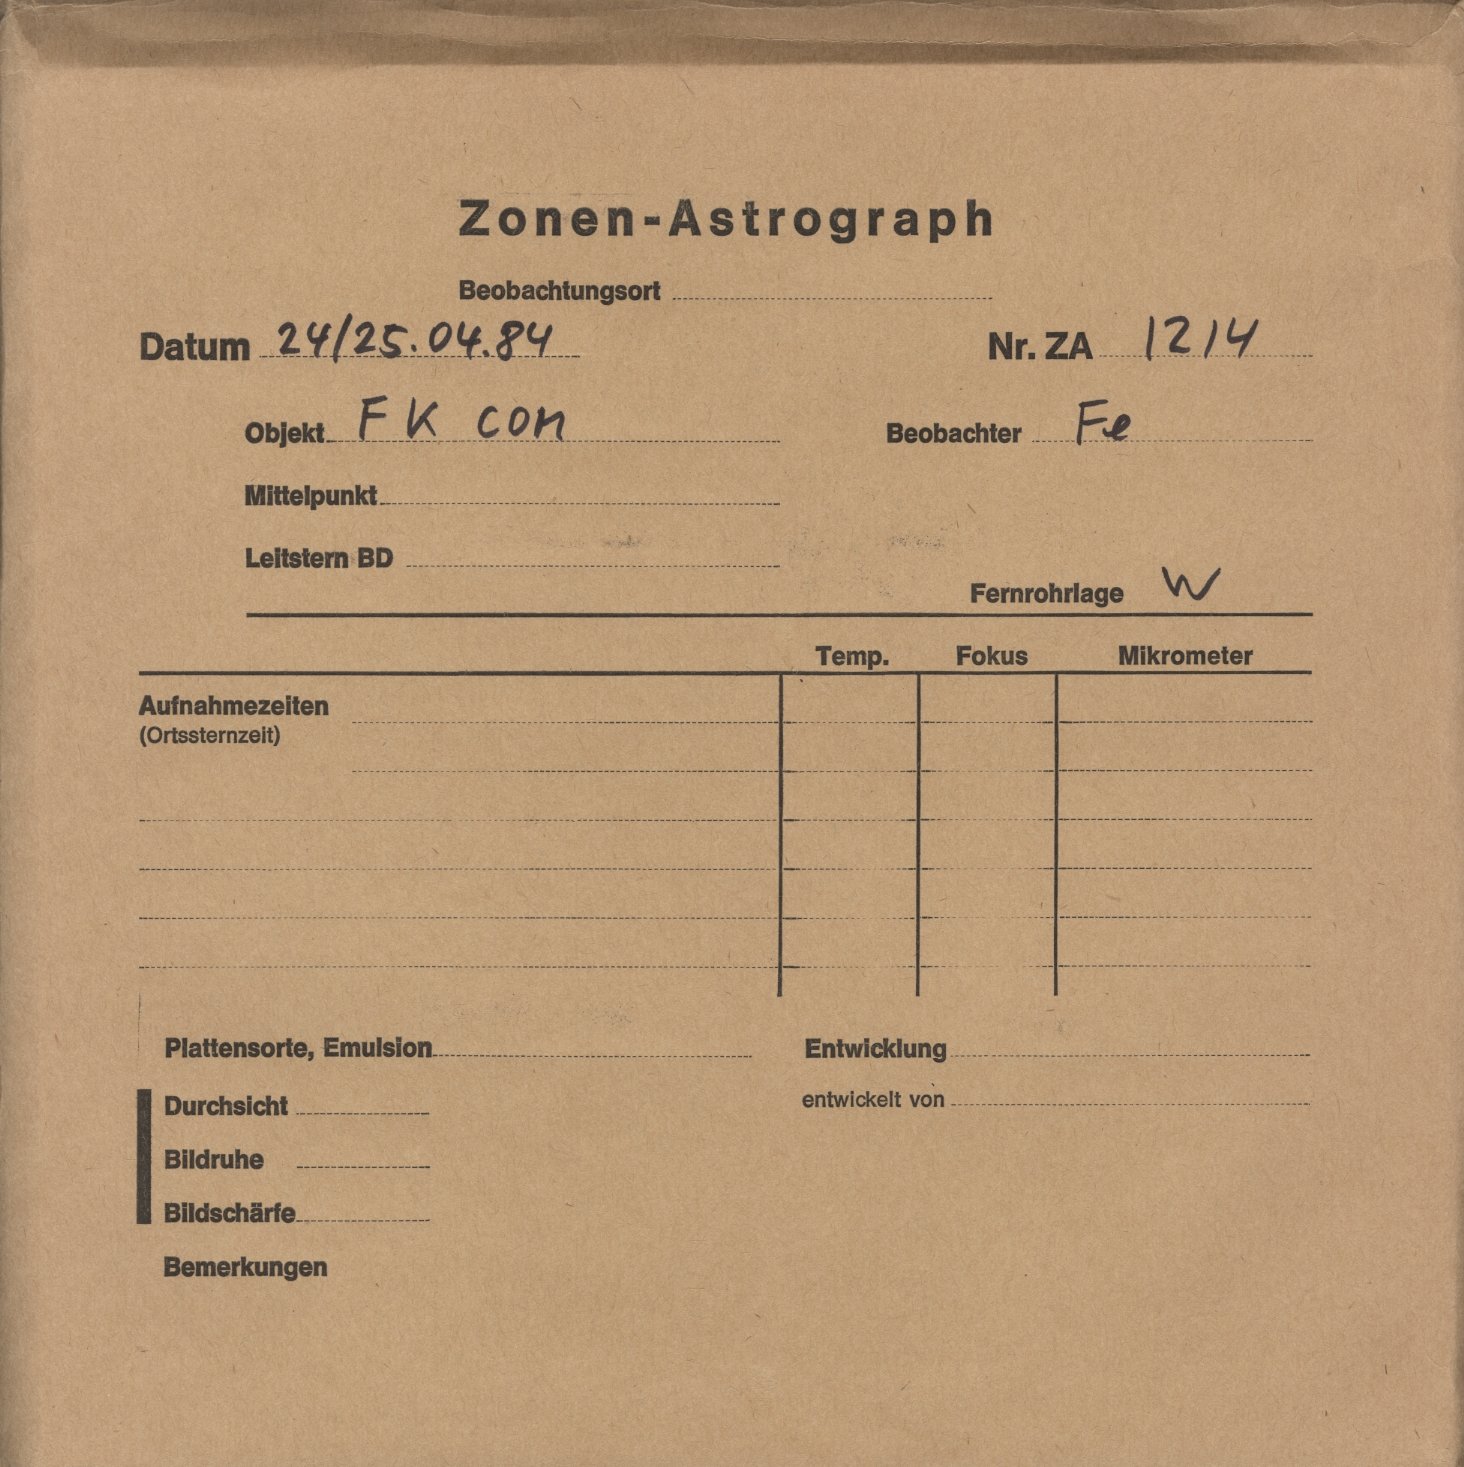 Zonen-Astrograph
Beobachtungsort
Datum 24/25.04.84 Nr. ZA 1214
Objekt FK con Beobachter Fe
Mittelpunkt
Leitstern BD
Fernrohrlage W
Temp. Fokus Mikrometer
Aufnahmezeiten
(Ortssternzeit)
Plattensorte, Emulsion Entwicklung
Durchsicht entwickelt von
Bildruhe
Bildschärfe
Bemerkungen